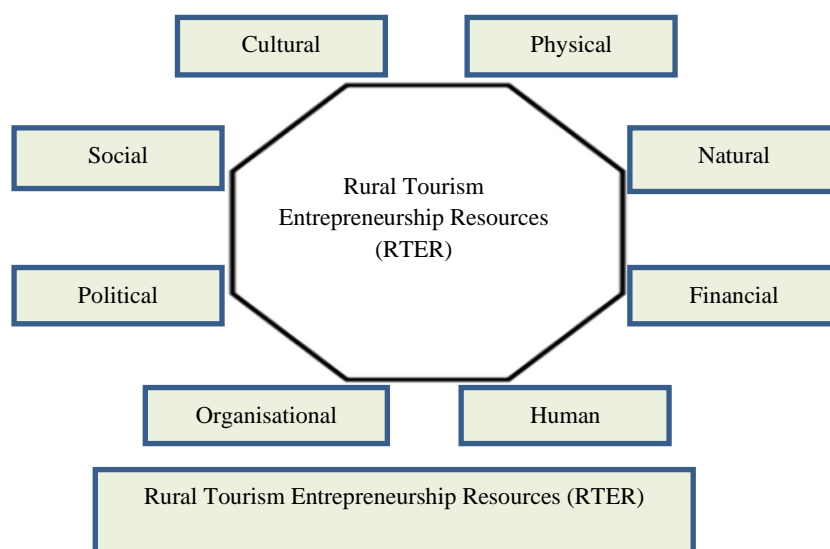 Cultural
Physical
Social
Natural
Rural Tourism
Entrepreneurship Resources
(RTER)
Political
Financial
Organisational
Human
Rural Tourism Entrepreneurship Resources (RTER)